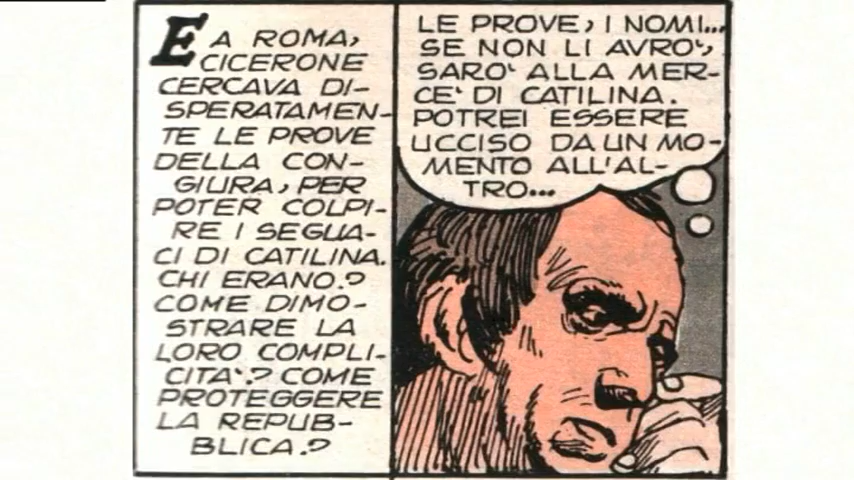 E A ROMA,
CICERONE
CERCAVA DI-
SPERATAMEN-
TE LE PROVE
DELLA CON-
GIURA, PER
POTER COLPI-
RE I SEGUA-
CI DI CATILINA.
CHI ERANO?
COME DIMO-
STRARE LA
LORO COMPLI-
CITA'? COME
PROTEGGERE
LA REPUB-
BLICA?
LE PROVE, I NOMI...
SE NON LI AVRO',
SARO' ALLA MER-
CE' DI CATILINA.
POTREI ESSERE
UCCISO DA UN MO-
MENTO ALL'AL-
TRO...